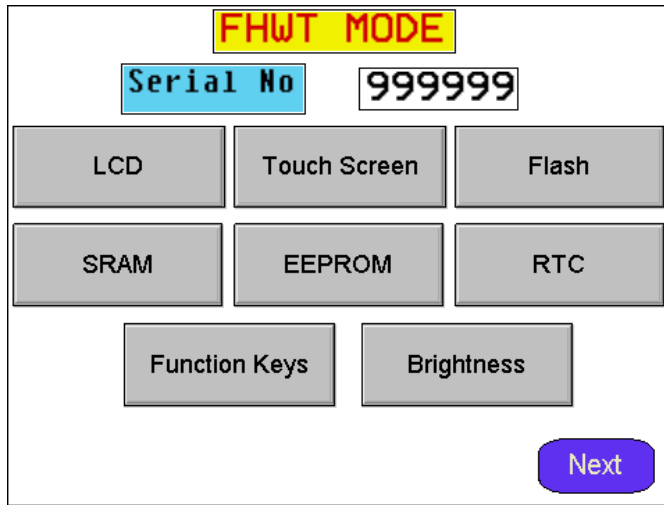 FHWT MODE
Serial No 999999
LCD Touch Screen Flash
SRAM EEPROM RTC
Function Keys Brightness
Next